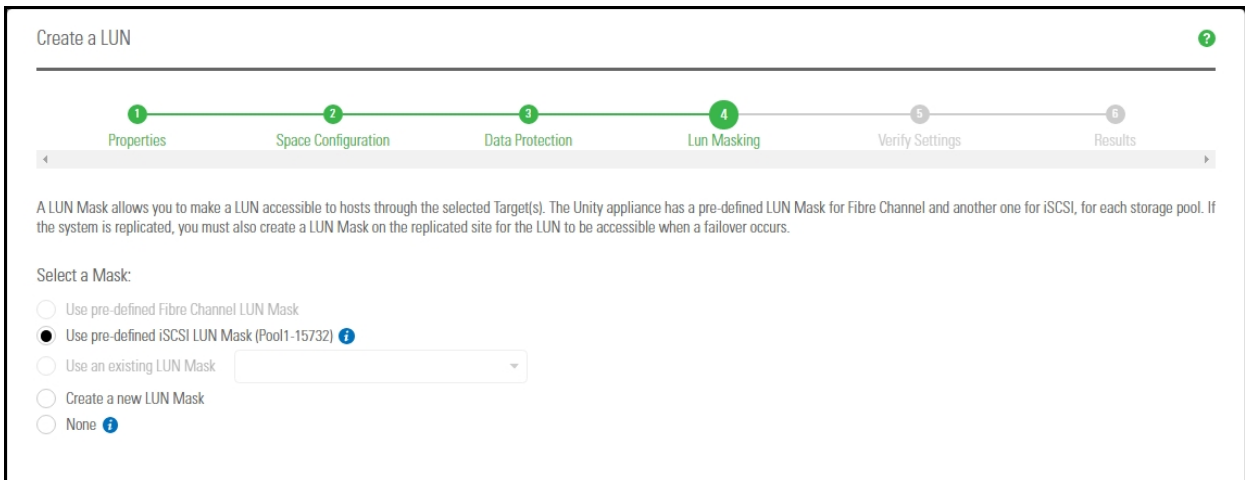 Create a LUN
?
1 2 3 4 5 6
Properties Space Configuration Data Protection Lun Masking Verify Settings Results
A LUN Mask allows you to make a LUN accessible to hosts through the selected Target(s). The Unity appliance has a pre-defined LUN Mask for Fibre Channel and another one for iSCSI, for each storage pool. If
the system is replicated, you must also create a LUN Mask on the replicated site for the LUN to be accessible when a failover occurs.
Select a Mask:
Use pre-defined Fibre Channel LUN Mask
Use pre-defined iSCSI LUN Mask (Pool1-15732) i
Use an existing LUN Mask
Create a new LUN Mask
None i